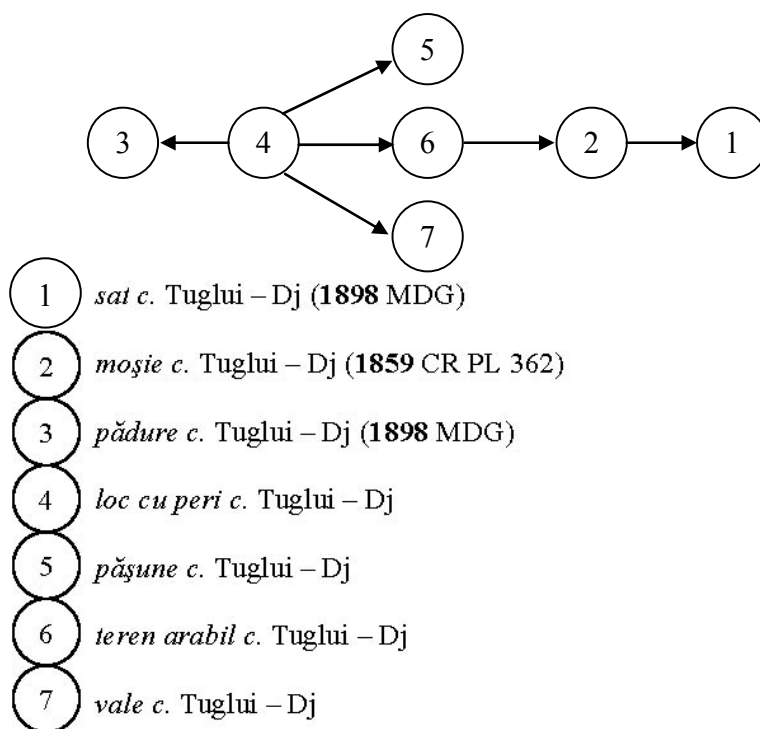 5
3 4 6 2 1
7
1 sat c. Tuglui – Dj (1898 MDG)
2 moşie c. Tuglui – Dj (1859 CR PL 362)
3 pădure c. Tuglui – Dj (1898 MDG)
4 loc cu peri c. Tuglui – Dj
5 păşune c. Tuglui – Dj
6 teren arabil c. Tuglui – Dj
7 vale c. Tuglui – Dj